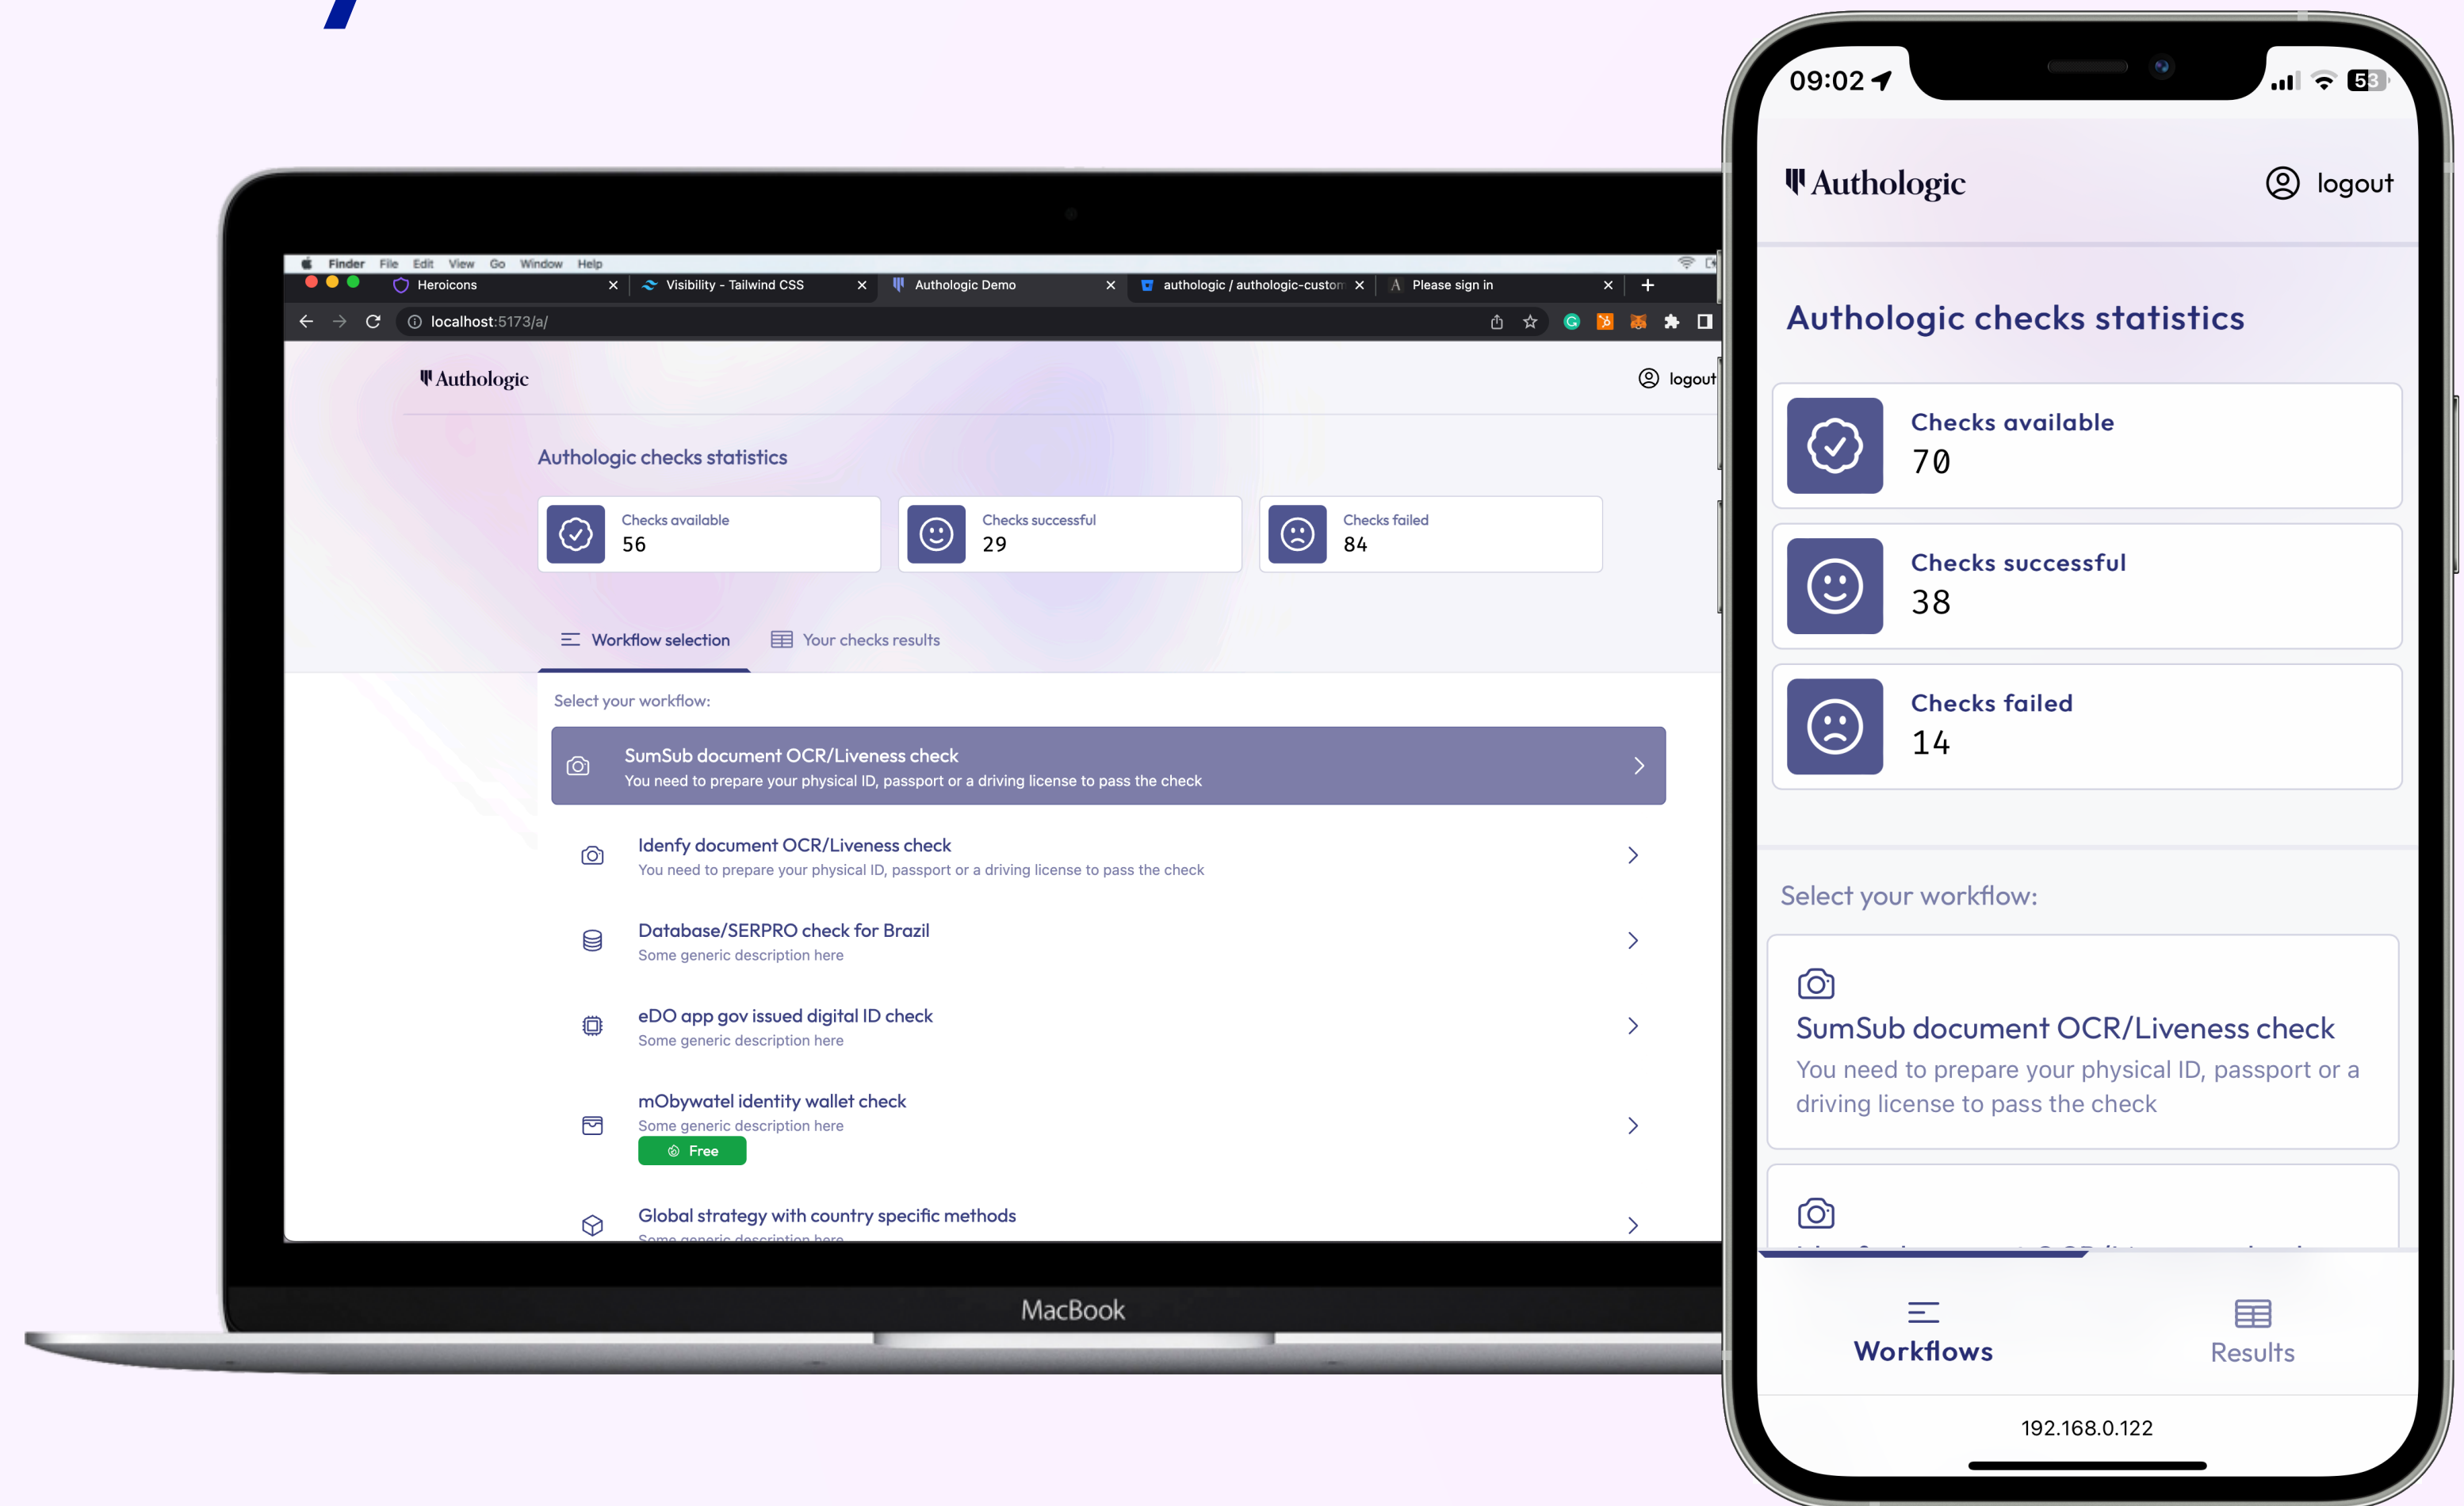 Finder File Edit View Go Window Help
Heroicons
Visibility - Tailwind CSS
Authologic Demo
authologic / authologic-custom
Please sign in
localhost:5173/a/
Authologic
logout
Authologic checks statistics
Checks available
56
Checks successful
29
Checks failed
84
Workflow selection
Your checks results
Select your workflow:
SumSub document OCR/Liveness check
You need to prepare your physical ID, passport or a driving license to pass the check
Idenfy document OCR/Liveness check
You need to prepare your physical ID, passport or a driving license to pass the check
Database/SERPRO check for Brazil
Some generic description here
eDO app gov issued digital ID check
Some generic description here
mObywatel identity wallet check
Some generic description here
Free
Global strategy with country specific methods
Some generic description here
MacBook
09:02
53
Authologic
logout
Authologic checks statistics
Checks available
70
Checks successful
38
Checks failed
14
Select your workflow:
SumSub document OCR/Liveness check
You need to prepare your physical ID, passport or a
driving license to pass the check
Workflows
Results
192.168.0.122